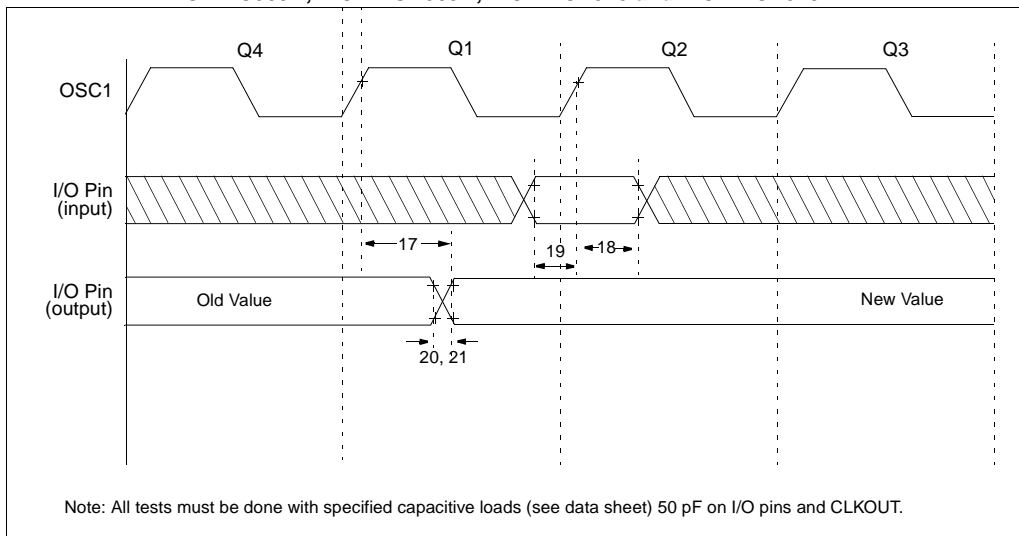 Q4 Q1 Q2 Q3
OSC1
I/O Pin
(input)
17
19
18
I/O Pin
(output)
Old Value
New Value
20, 21
Note: All tests must be done with specified capacitive loads (see data sheet) 50 pF on I/O pins and CLKOUT.